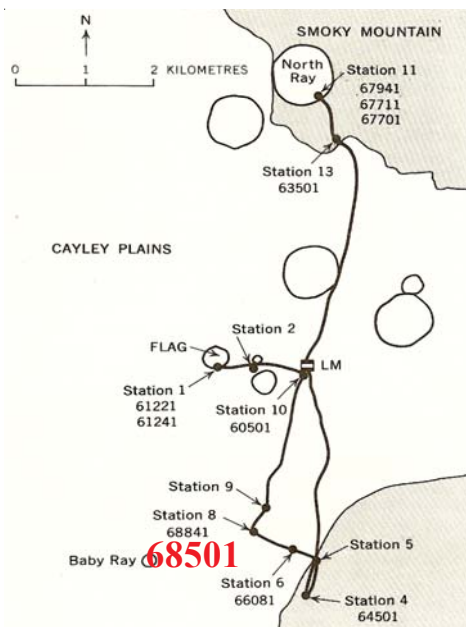 N
SMOKY MOUNTAIN
0 1 2 KILOMETRES
North
Ray
Station 11
67941
67711
67701
Station 13
63501
CAYLEY PLAINS
FLAG
Station 2
LM
Station 1
61221
61241
Station 10
60501
Station 9
Station 8
68841
Baby Ray
68501
Station 5
Station 6
66081
Station 4
64501